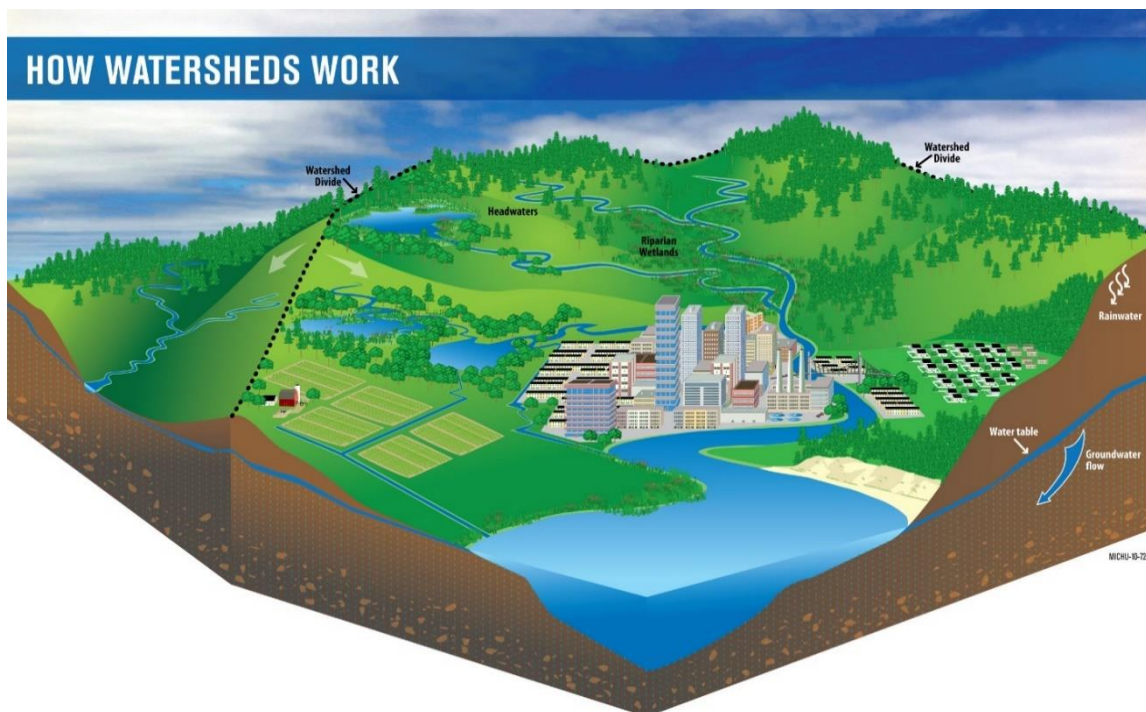 HOW WATERSHEDS WORK
Watershed
Divide
Watershed
Divide
Headwaters
Riparian
Wetlands
Rainwater
Water table
Groundwater
flow
MICHU-10-72